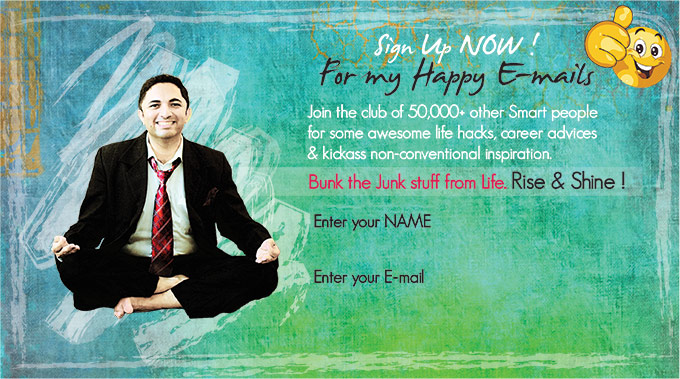 Sign Up NOW !
For my Happy E-mails
Join the club of 50,000+ other Smart people
for some awesome life hacks, career advices
& kickass non-conventional inspiration.
Bunk the Junk stuff from Life. Rise & Shine !
Enter your NAME
Enter your E-mail